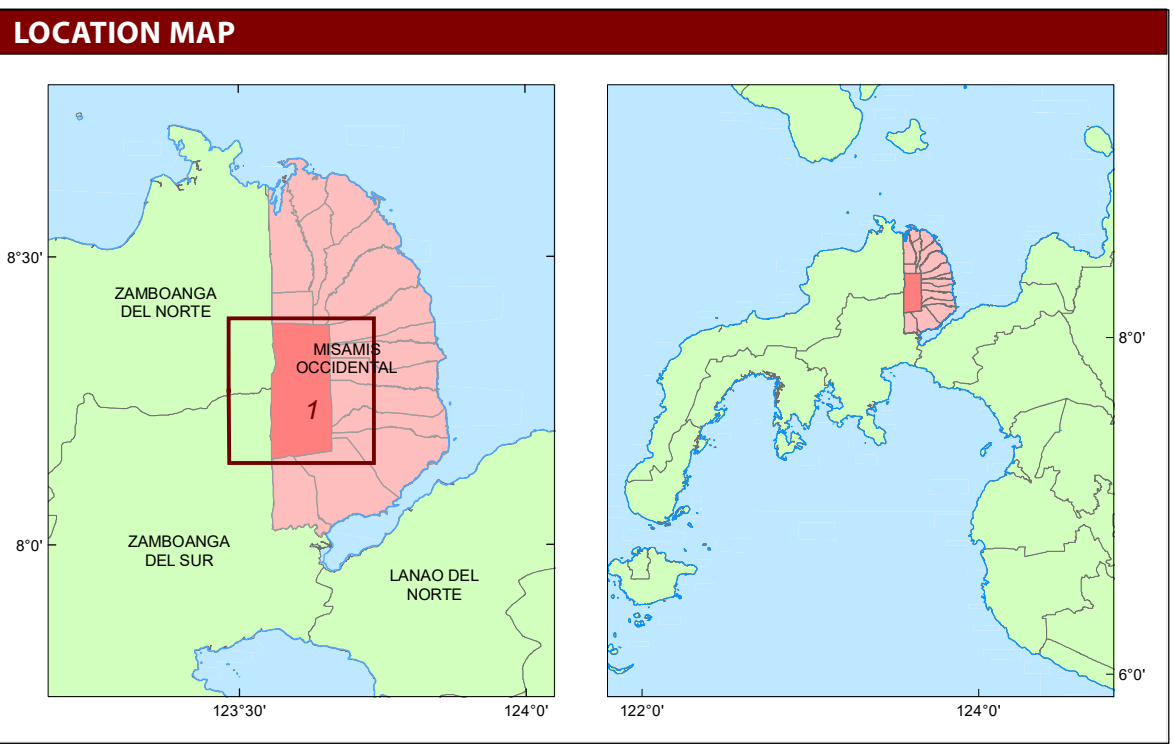 LOCATION MAP
8°30'
ZAMBOANGA
DEL NORTE
MISAMIS
OCCIDENTAL
1
8°0'
ZAMBOANGA
DEL SUR
LANAO DEL
NORTE
123°30'
124°0'
8°0'
6°0'
122°0'
124°0'